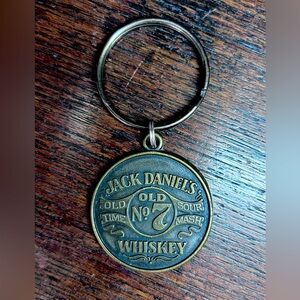 JACK DANIEL'S
OLD
OLD Nº 7 SOUR
TIME MASH
WHISKEY